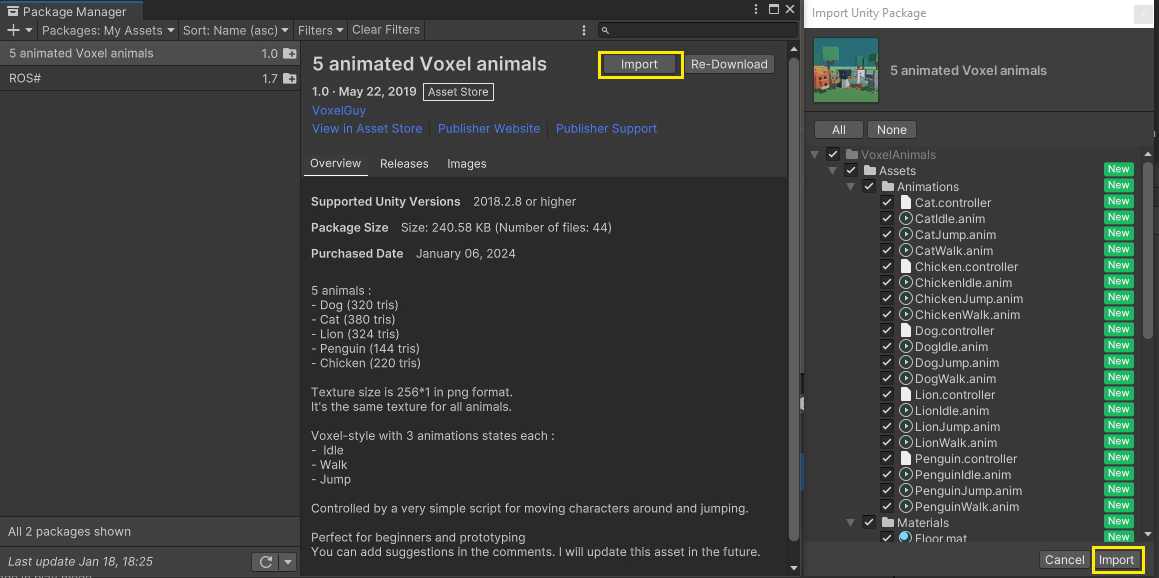 Package Manager
Packages: My Assets
Sort: Name (asc)
Filters
Clear Filters
5 animated Voxel animals 1.0
ROS# 1.7
All 2 packages shown
Last update Jan 18, 18:25
5 animated Voxel animals
Import
Re-Download
1.0 · May 22, 2019 Asset Store
VoxelGuy
View in Asset Store
Publisher Website
Publisher Support
Overview
Releases
Images
Supported Unity Versions 2018.2.8 or higher
Package Size Size: 240.58 KB (Number of files: 44)
Purchased Date January 06, 2024
5 animals :
- Dog (320 tris)
- Cat (380 tris)
- Lion (324 tris)
- Penguin (144 tris)
- Chicken (220 tris)
Texture size is 256*1 in png format.
It's the same texture for all animals.
Voxel-style with 3 animations states each :
- Idle
- Walk
- Jump
Controlled by a very simple script for moving characters around and jumping.
Perfect for beginners and prototyping
You can add suggestions in the comments. I will update this asset in the future.
Import Unity Package
5 animated Voxel animals
All
None
VoxelAnimals
Assets New
Animations New
Cat.controller New
CatIdle.anim New
CatJump.anim New
CatWalk.anim New
Chicken.controller New
ChickenIdle.anim New
ChickenJump.anim New
ChickenWalk.anim New
Dog.controller New
DogIdle.anim New
DogJump.anim New
DogWalk.anim New
Lion.controller New
LionIdle.anim New
LionJump.anim New
LionWalk.anim New
Penguin.controller New
PenguinIdle.anim New
PenguinJump.anim New
PenguinWalk.anim New
Materials New
Floor.mat New
Cancel
Import